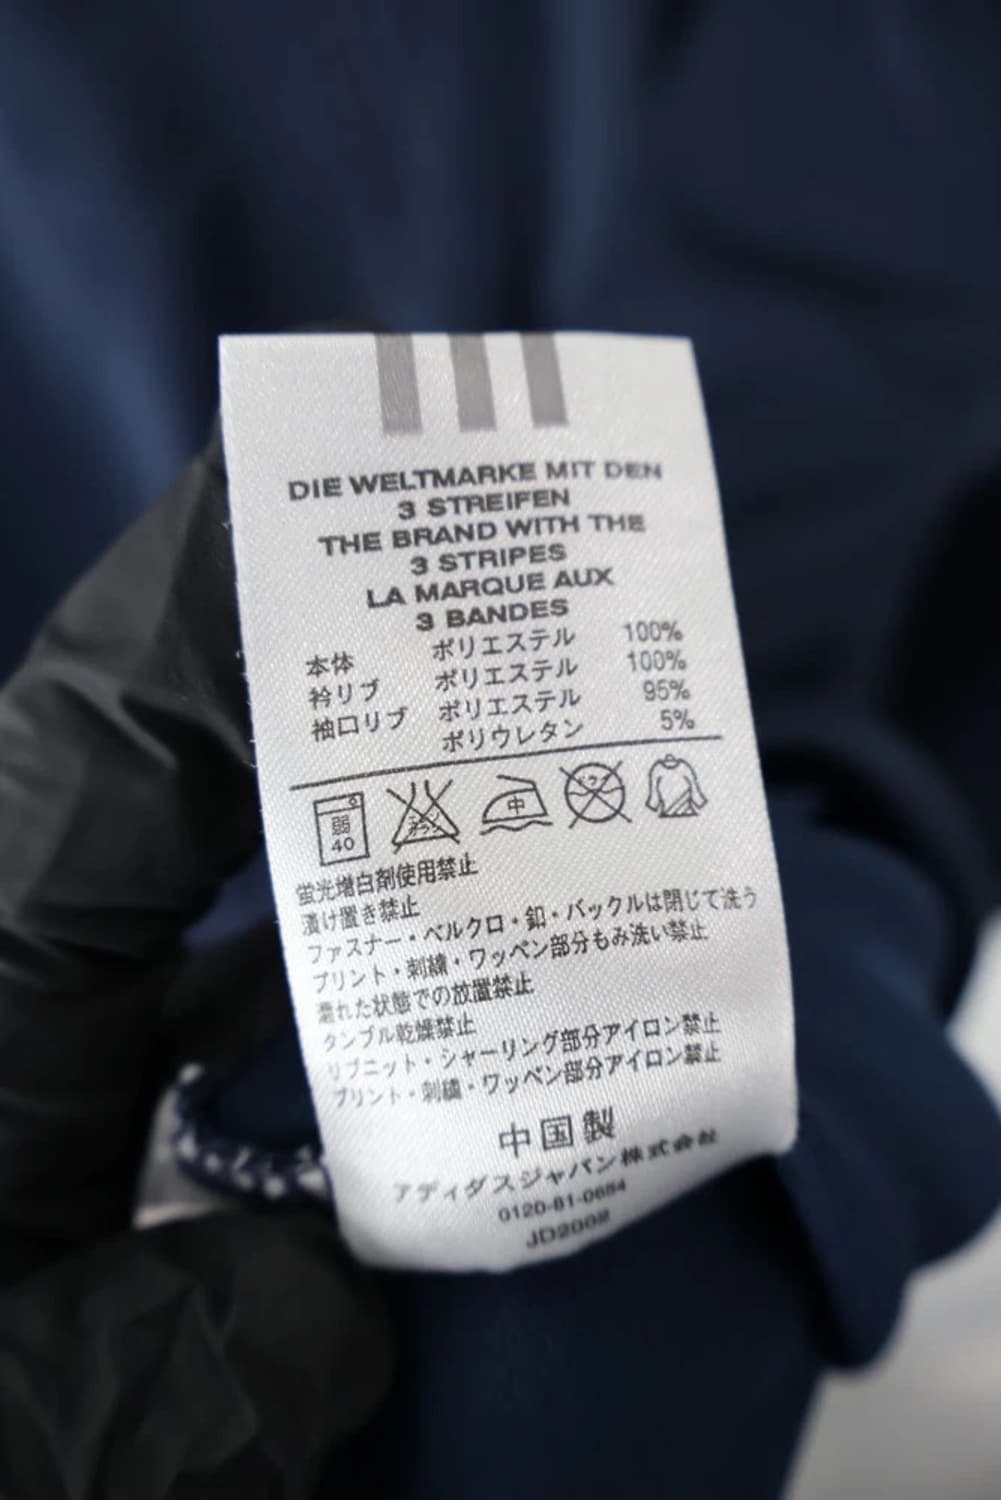 DIE WELTMARKE MIT DEN
3 STREIFEN
THE BRAND WITH THE
3 STRIPES
LA MARQUE AUX
3 BANDES
本体 ポリエステル 100%
衿リブ ポリエステル 100%
袖口リブ ポリエステル 95%
ポリウレタン 5%
弱
40
中
蛍光増白剤使用禁止
漬け置き禁止
ファスナー・ベルクロ・釦・バックルは閉じて洗う
プリント・刺繍・ワッペン部分もみ洗い禁止
濡れた状態での放置禁止
タンブル乾燥禁止
リブニット・シャーリング部分アイロン禁止
プリント・刺繍・ワッペン部分アイロン禁止
中国製
アディダスジャパン株式会社
0120-81-0654
JD2002